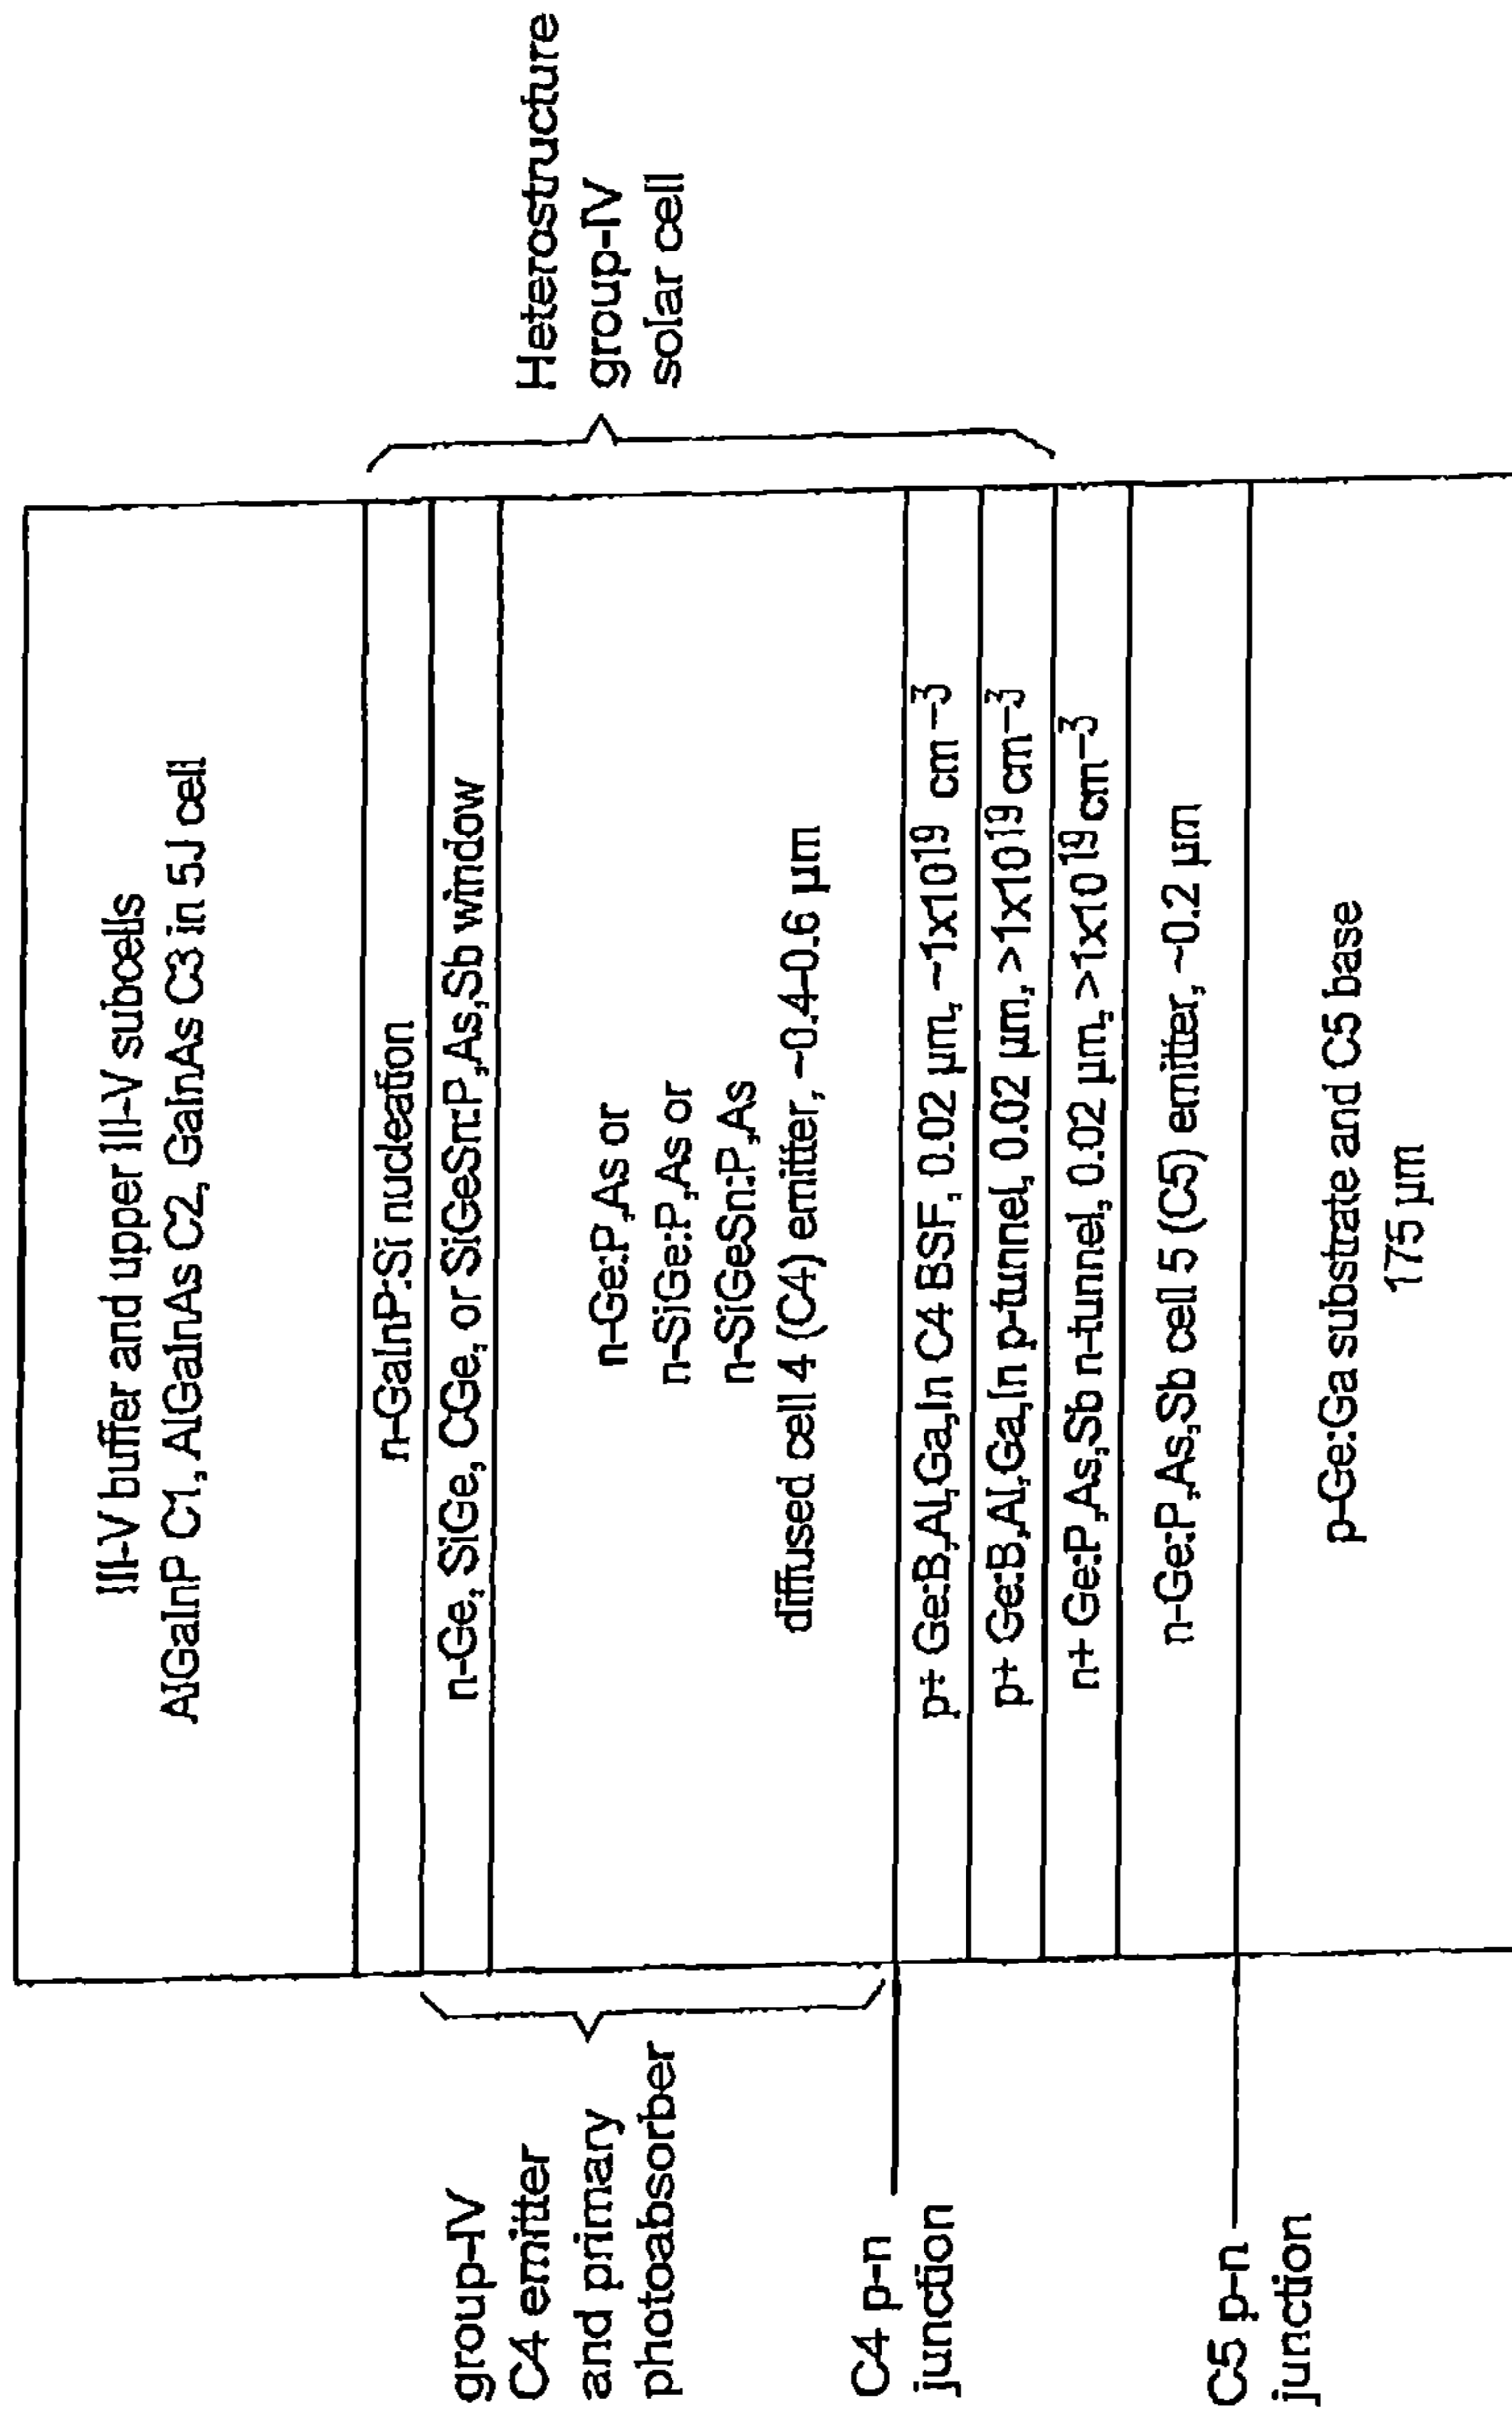 III-V buffer and upper III-V subcells
AlGaInP C1, AlGaInAs C2, GaInAs C3 in 5J cell
n-GaInP:Si nucleation
n-Ge, SiGe, CGe, or SiGeSn:P,As,Sb window
n-Ge:P,As or
n-SiGe:P,As or
n-SiGeSn:P,As
diffused cell 4 (C4) emitter, ~0.4-0.6 µm
p+ Ge:B,Al,Ga,In C4 BSF, 0.02 µm, ~1x10¹⁹ cm⁻³
p+ Ge:B,Al,Ga,In p-tunnel, 0.02 µm, >1x10¹⁹ cm⁻³
n+ Ge:P,As,Sb n-tunnel, 0.02 µm, >1x10¹⁹ cm⁻³
n-Ge:P,As,Sb cell 5 (C5) emitter, ~0.2 µm
p-Ge:Ga substrate and C5 base
175 µm
group-IV
C4 emitter
and primary
photoabsorber
C4 p-n
junction
C5 p-n
junction
Heterostructure
group-IV
solar cell